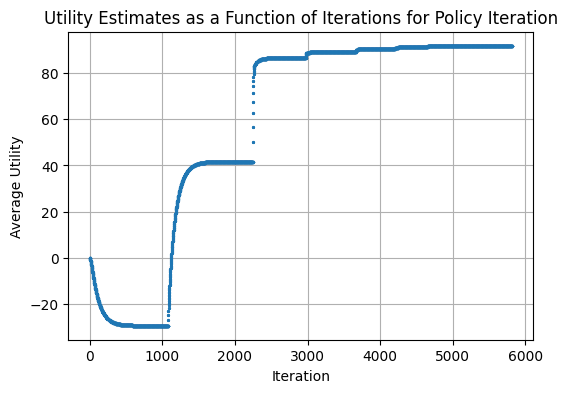 Utility Estimates as a Function of Iterations for Policy Iteration
Average Utility
80
60
40
20
0
−20
0 1000 2000 3000 4000 5000 6000
Iteration